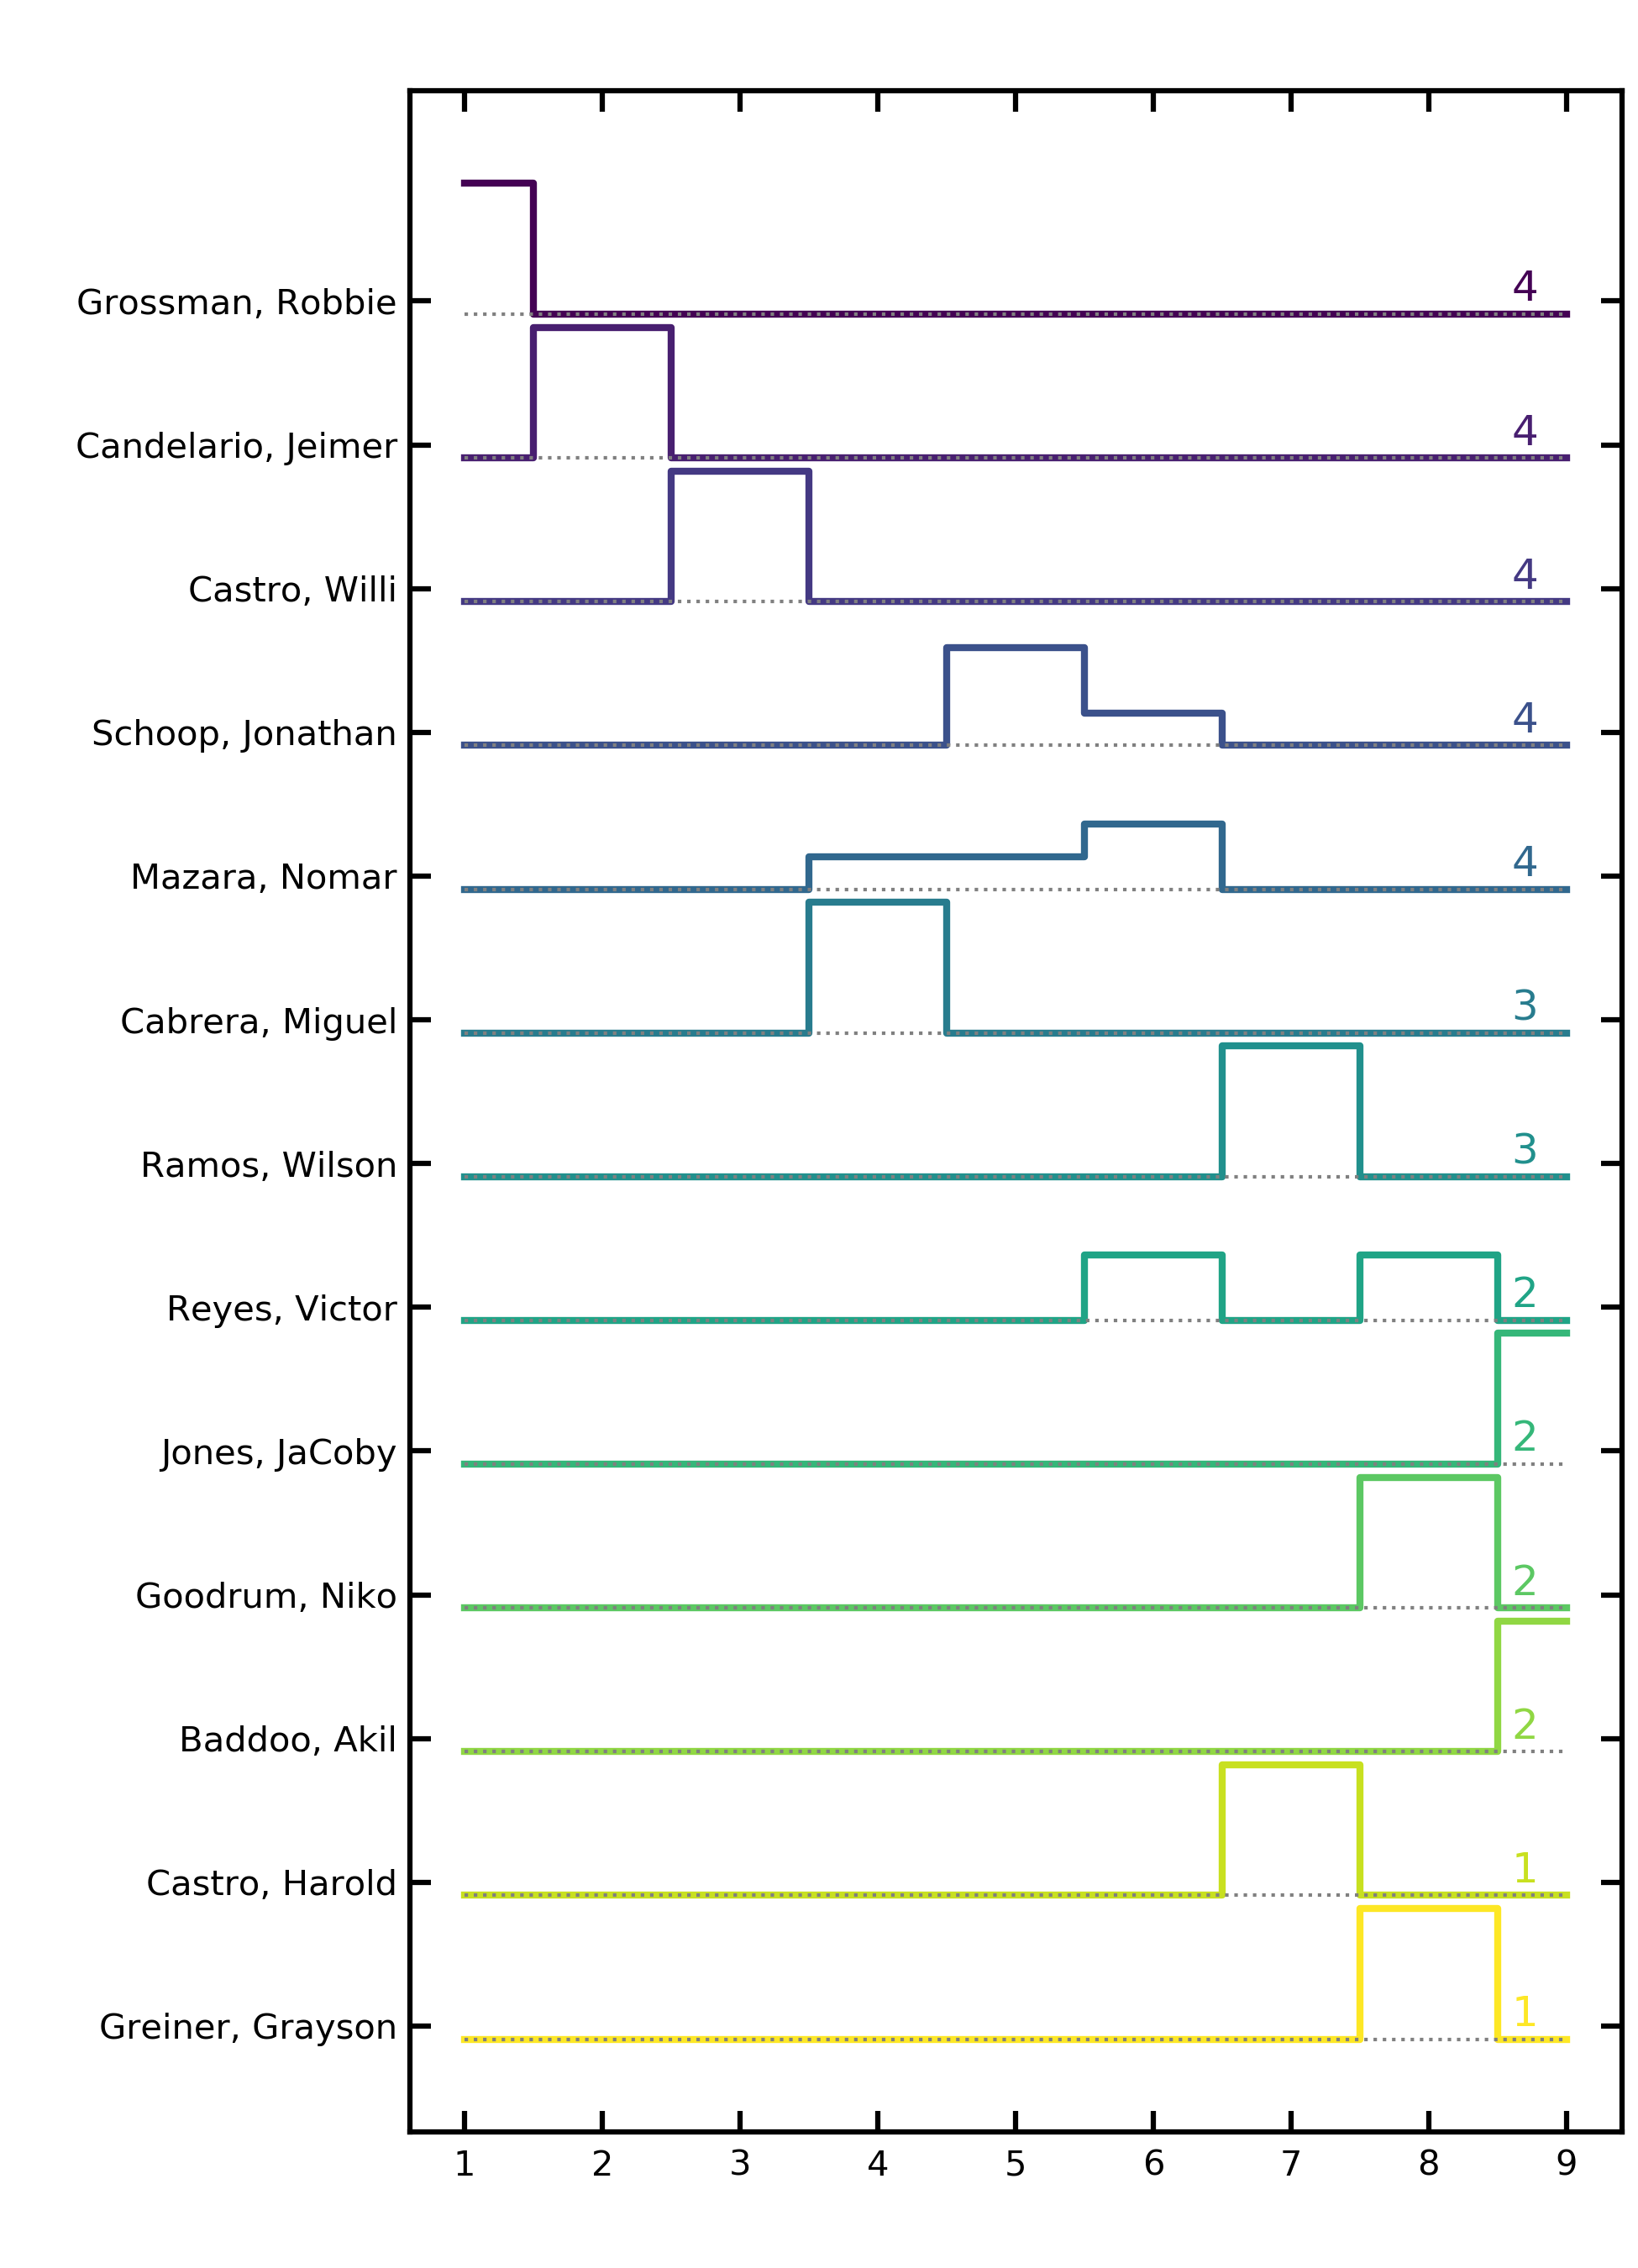 Grossman, Robbie 4
Candelario, Jeimer 4
Castro, Willi 4
Schoop, Jonathan 4
Mazara, Nomar 4
Cabrera, Miguel 3
Ramos, Wilson 3
Reyes, Victor 2
Jones, JaCoby 2
Goodrum, Niko 2
Baddoo, Akil 2
Castro, Harold 1
Greiner, Grayson 1
1 2 3 4 5 6 7 8 9